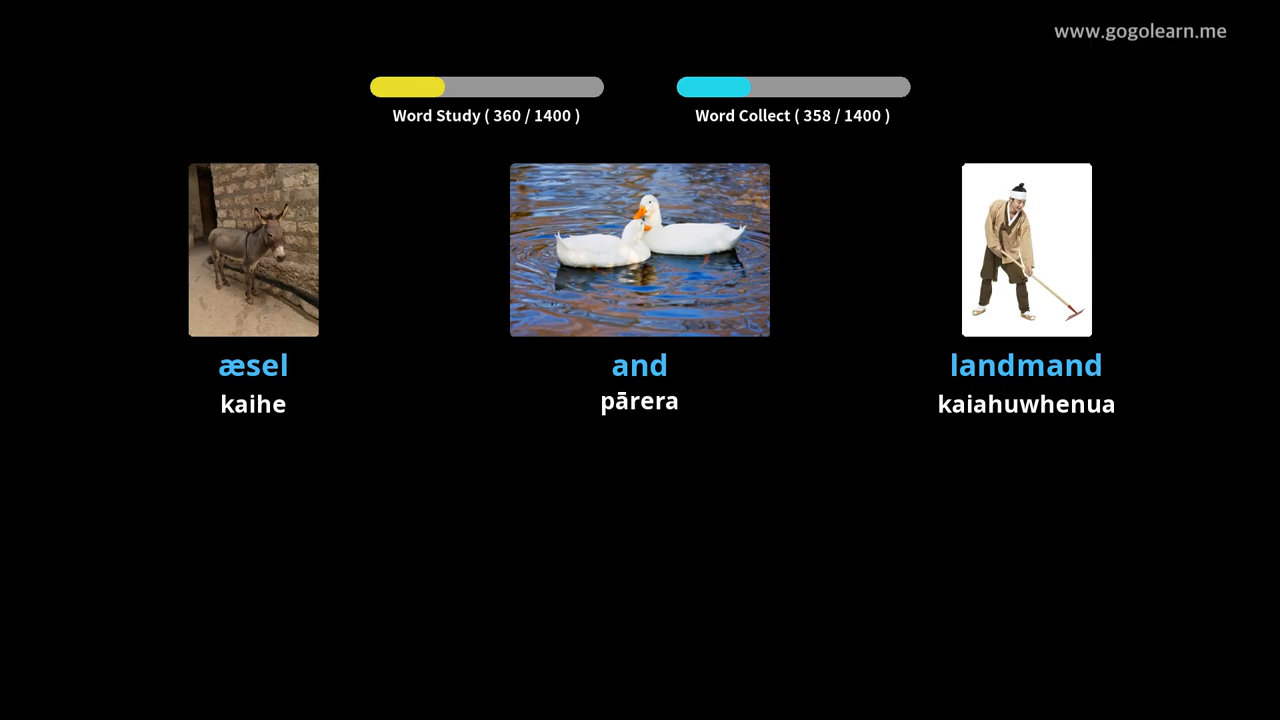 www.gogolearn.me
Word Study ( 360 / 1400 )
Word Collect ( 358 / 1400 )
æsel
and
landmand
kaihe
pārera
kaiahuwhenua